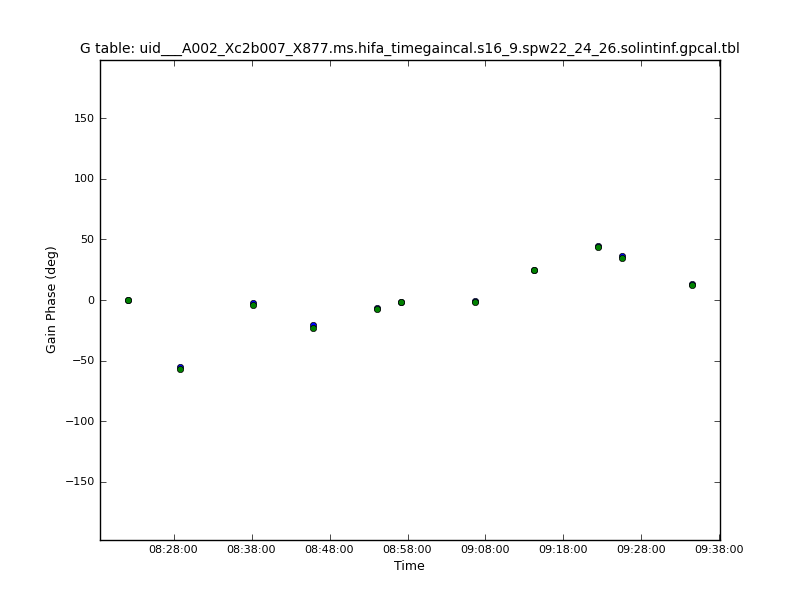 G table: uid___A002_Xc2b007_X877.ms.hifa_timegaincal.s16_9.spw22_24_26.solintinf.gpcal.tbl
150
100
50
0
−50
−100
−150
Gain Phase (deg)
08:28:00 08:38:00 08:48:00 08:58:00 09:08:00 09:18:00 09:28:00 09:38:00
Time